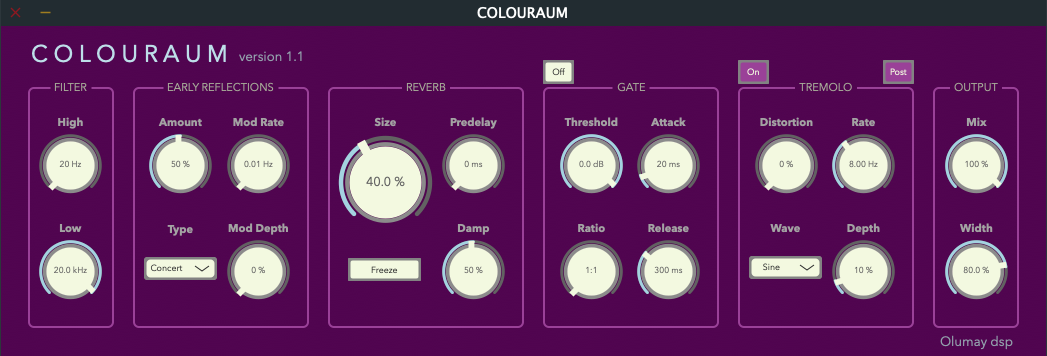 COLOURAUM
COLOURAUM version 1.1
Off
On
Post
FILTER
High
20 Hz
Low
20.0 kHz
EARLY REFLECTIONS
Amount
50 %
Mod Rate
0.01 Hz
Type
Concert
Mod Depth
0 %
REVERB
Size
40.0 %
Predelay
0 ms
Freeze
Damp
50 %
GATE
Threshold
0.0 dB
Attack
20 ms
Ratio
1:1
Release
300 ms
TREMOLO
Distortion
0 %
Rate
8.00 Hz
Wave
Sine
Depth
10 %
OUTPUT
Mix
100 %
Width
80.0 %
Olumay dsp